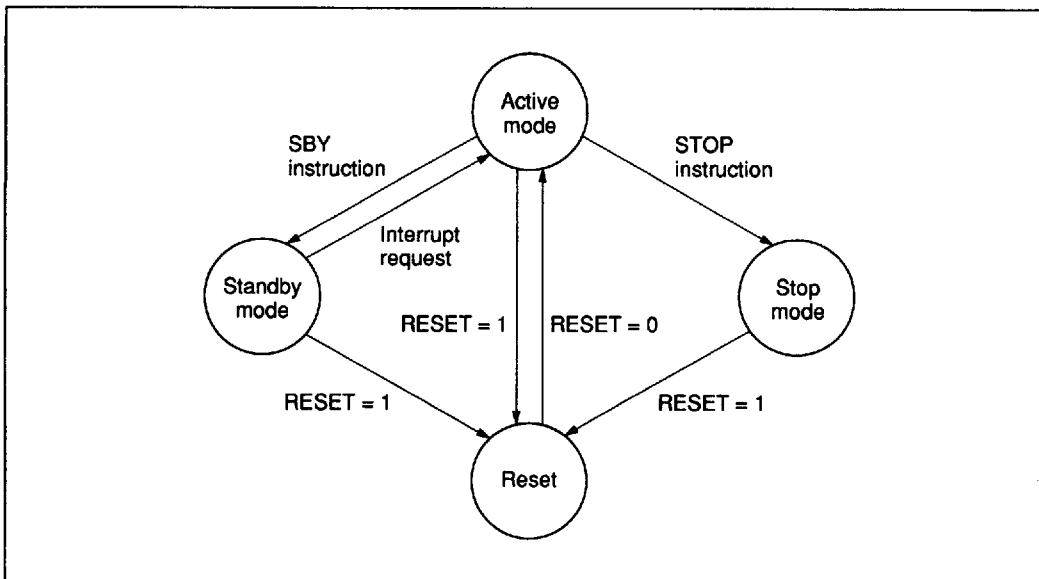 Active
mode
SBY
instruction
STOP
instruction
Interrupt
request
Standby
mode
Stop
mode
RESET = 1
RESET = 0
RESET = 1
RESET = 1
Reset